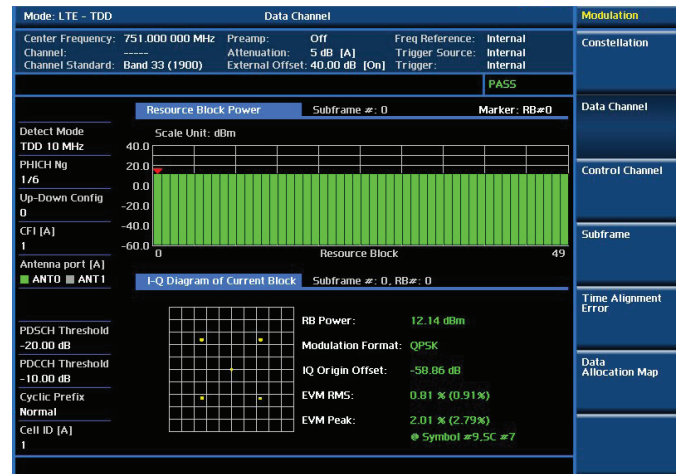 Mode: LTE - TDD
Data Channel
Modulation
Center Frequency: 751.000 000 MHz
Preamp: Off
Freq Reference: Internal
Channel: -----
Attenuation: 5 dB [A]
Trigger Source: Internal
Channel Standard: Band 33 (1900)
External Offset: 40.00 dB [On]
Trigger: Internal
PASS
Resource Block Power
Subframe #: 0
Marker: RB#0
Detect Mode
TDD 10 MHz
PHICH Ng
1/6
Up-Down Config
0
CFI [A]
1
Antenna port [A]
ANT0 ANT1
PDSCH Threshold
-20.00 dB
PDCCH Threshold
-10.00 dB
Cyclic Prefix
Normal
Cell ID [A]
1
Scale Unit: dBm
40.0
20.0
0.0
-20.0
-40.0
-60.0
0 Resource Block 49
I-Q Diagram of Current Block
Subframe #: 0, RB#: 0
RB Power: 12.14 dBm
Modulation Format: QPSK
IQ Origin Offset: -58.86 dB
EVM RMS: 0.81 % (0.91%)
EVM Peak: 2.01 % (2.79%)
@ Symbol #9,SC #7
Constellation
Data Channel
Control Channel
Subframe
Time Alignment
Error
Data
Allocation Map